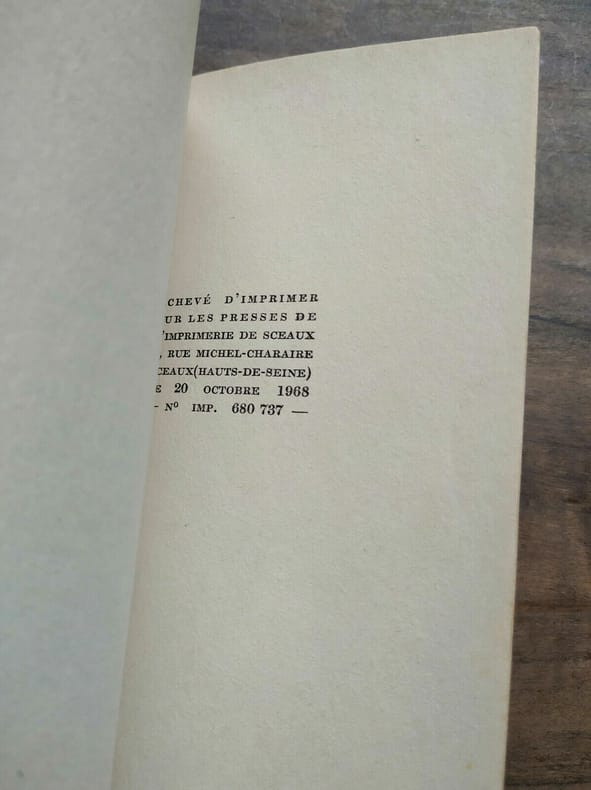 CHEVÉ D'IMPRIMER
UR LES PRESSES DE
'IMPRIMERIE DE SCEAUX
, RUE MICHEL-CHARAIRE
CEAUX(HAUTS-DE-SEINE)
E 20 OCTOBRE 1968
— Nº IMP. 680 737 —